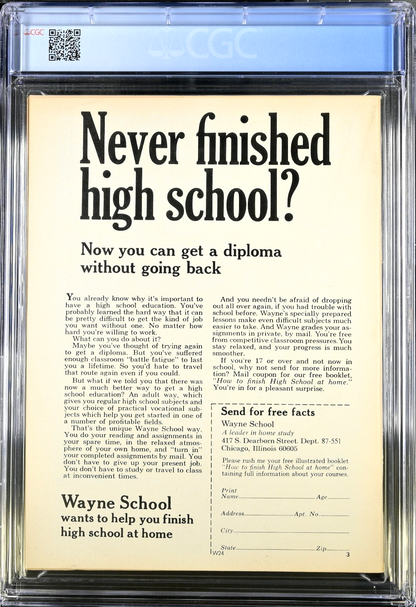 CGC
CGC
Never finished
high school?
Now you can get a diploma
without going back
You already know why it's important to
have a high school education. You've
probably learned the hard way that it can
be pretty difficult to get the kind of job
you want without one. No matter how
hard you're willing to work.
What can you do about it?
Maybe you've thought of trying again
to get a diploma. But you've suffered
enough classroom "battle fatigue" to last
you a lifetime. So you'd hate to travel
that route again even if you could.
But what if we told you that there was
now a much better way to get a high
school education? An adult way, which
gives you regular high school subjects and
your choice of practical vocational sub-
jects which help you get started in one of
a number of profitable fields.
That's the unique Wayne School way.
You do your reading and assignments in
your spare time, in the relaxed atmos-
phere of your own home, and "turn in"
your completed assignments by mail. You
don't have to give up your present job.
You don't have to study or travel to class
at inconvenient times.
Wayne School
wants to help you finish
high school at home
And you needn't be afraid of dropping
out all over again, if you had trouble with
school before. Wayne's specially prepared
lessons make even difficult subjects much
easier to take. And Wayne grades your as-
signments in private, by mail. You're free
from competitive classroom pressures. You
stay relaxed, and your progress is much
smoother.
If you're 17 or over and not now in
school, why not send for more informa-
tion? Mail coupon for our free booklet,
"How to finish High School at home."
You're in for a pleasant surprise.
Send for free facts
Wayne School
A leader in home study
417 S. Dearborn Street, Dept. 87-551
Chicago, Illinois 60605
Please rush me your free illustrated booklet
"How to finish High School at home" con-
taining full information about your courses.
Print
Name Age
Address Apt. No.
City
State Zip
W24 3